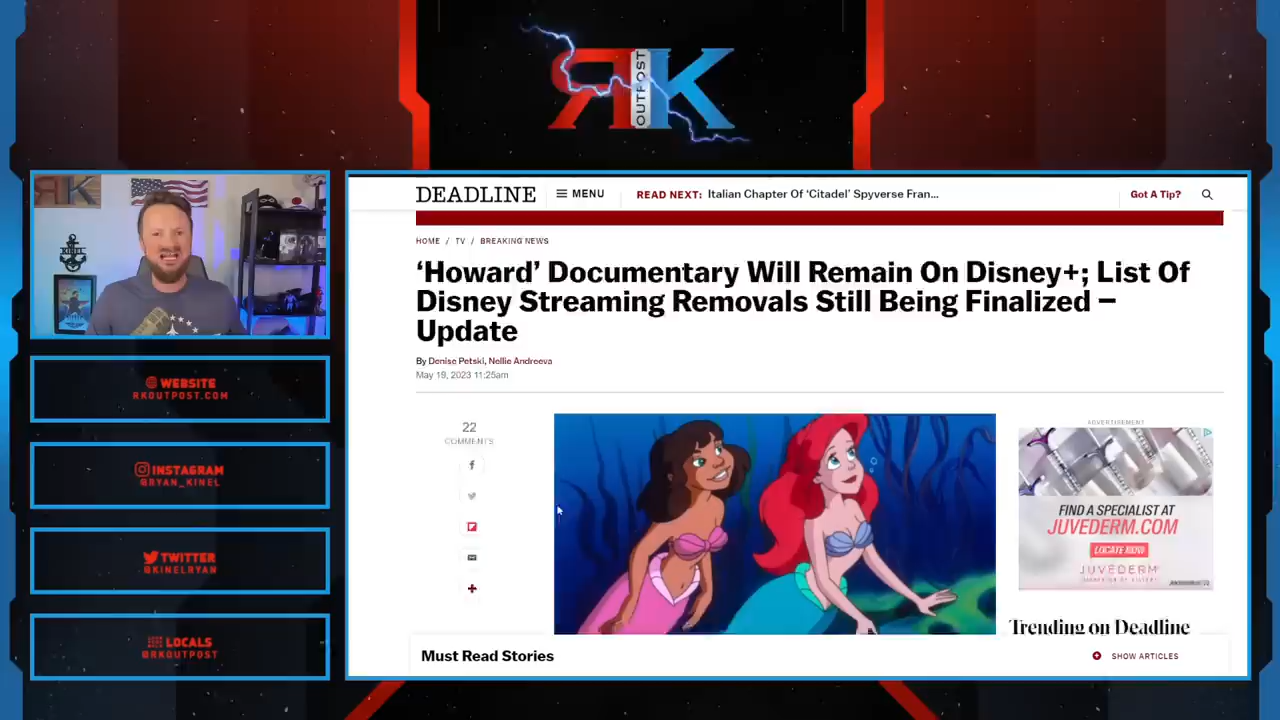 RK
OUTPOST
WEBSITE
RKOUTPOST.COM
INSTAGRAM
@RYAN_KINEL
TWITTER
@KINELRYAN
LOCALS
@RKOUTPOST
DEADLINE
MENU
READ NEXT: Italian Chapter Of ‘Citadel’ Spyverse Fran...
Got A Tip?
HOME / TV / BREAKING NEWS
‘Howard’ Documentary Will Remain On Disney+; List Of
Disney Streaming Removals Still Being Finalized –
Update
By Denise Petski, Nellie Andreeva
May 19, 2023 11:25am
22
COMMENTS
ADVERTISEMENT
FIND A SPECIALIST AT
JUVEDERM.COM
LOCATE NOW
JUVÉDERM
Trending on Deadline
Must Read Stories
SHOW ARTICLES